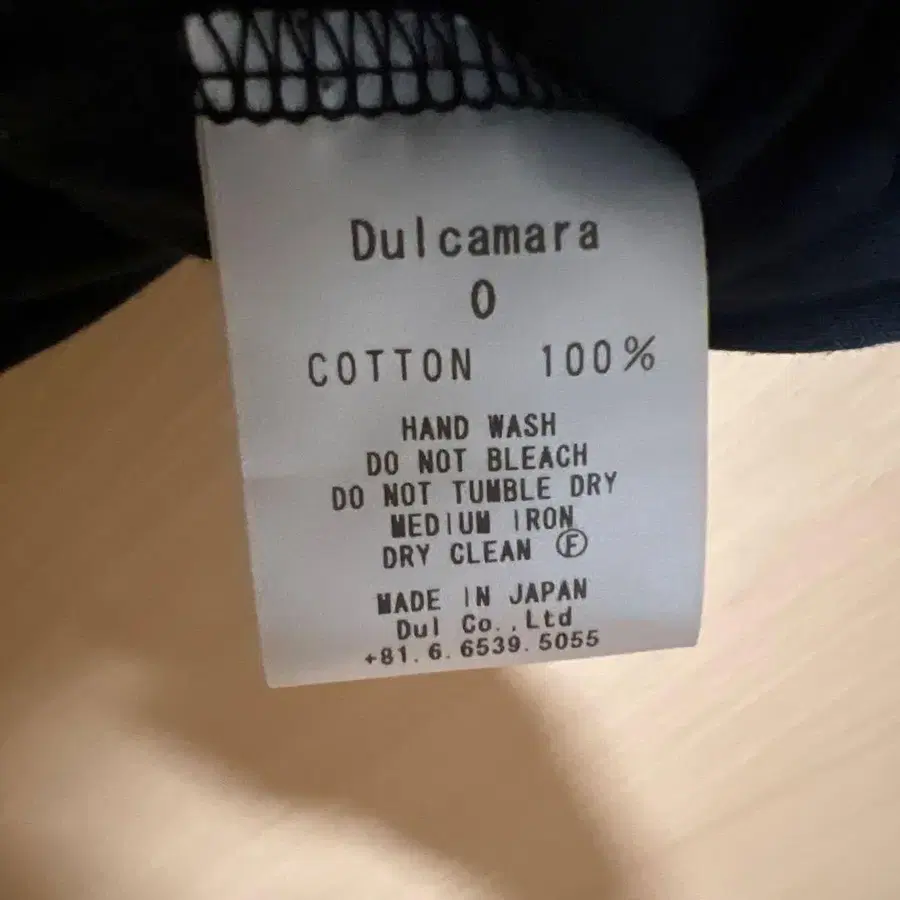 Dulcamara
0
COTTON 100%
HAND WASH
DO NOT BLEACH
DO NOT TUMBLE DRY
MEDIUM IRON
DRY CLEAN Ⓕ
MADE IN JAPAN
Dul Co.,Ltd
+81.6.6539.5055